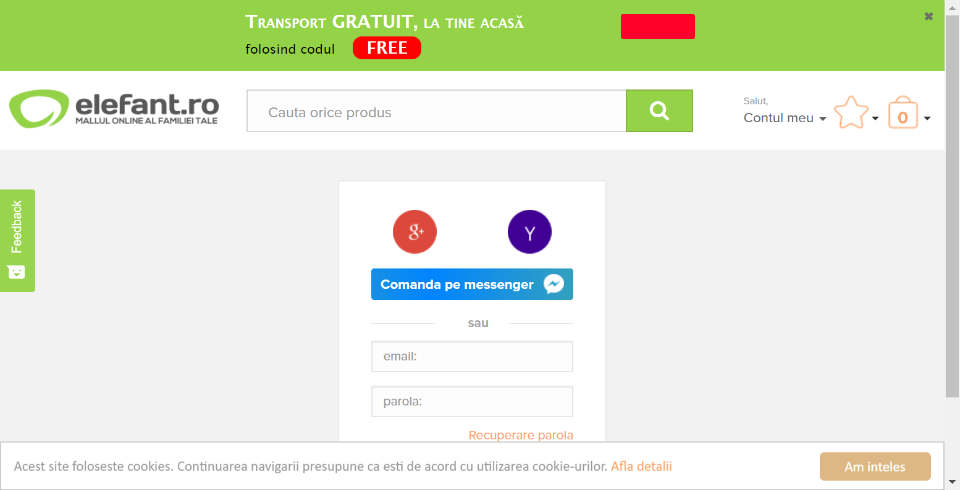 Transport GRATUIT, la tine acasă
folosind codul FREE
elefant.ro
MALLUL ONLINE AL FAMILIEI TALE
Cauta orice produs
Salut,
Contul meu
0
Feedback
g+ Y
Comanda pe messenger
sau
email:
parola:
Recuperare parola
Acest site foloseste cookies. Continuarea navigarii presupune ca esti de acord cu utilizarea cookie-urilor. Afla detalii
Am inteles